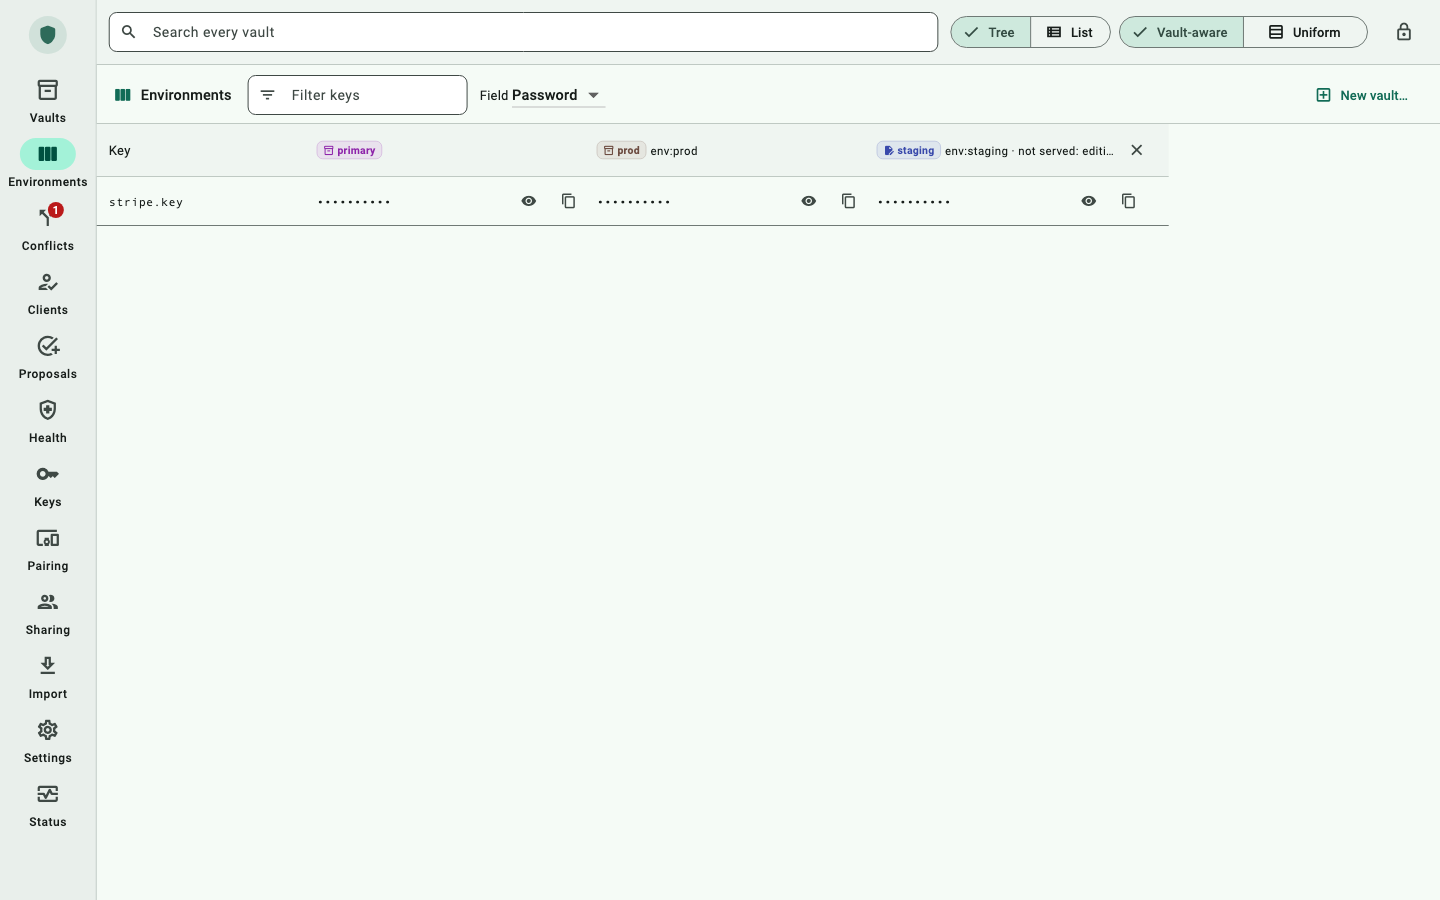 Search every vault
Tree
List
Vault-aware
Uniform
Vaults
Environments
Conflicts
1
Clients
Proposals
Health
Keys
Pairing
Sharing
Import
Settings
Status
Environments
Filter keys
Field Password
New vault...
Key
primary
prod env:prod
staging env:staging · not served: editi...
stripe.key
•••••••••• •••••••••• ••••••••••